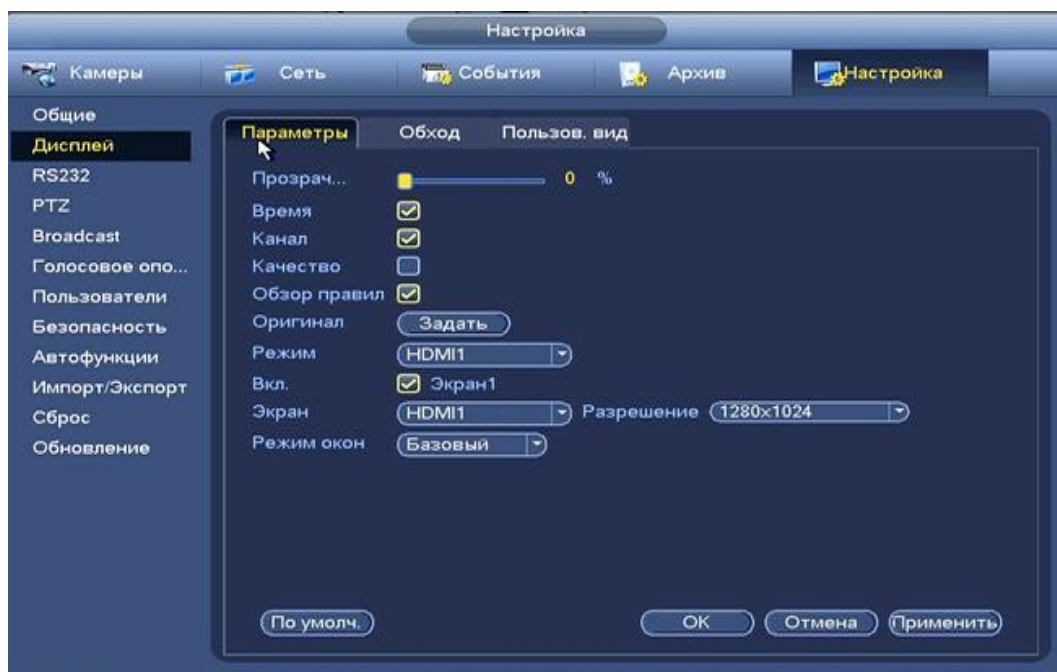 Настройка
Камеры Сеть События Архив Настройка
Общие
Дисплей
RS232
PTZ
Broadcast
Голосовое опо...
Пользователи
Безопасность
Автофункции
Импорт/Экспорт
Сброс
Обновление
Параметры Обход Пользов. вид
Прозрач... 0 %
Время
Канал
Качество
Обзор правил
Оригинал Задать
Режим HDMI1
Вкл. Экран1
Экран HDMI1 Разрешение 1280x1024
Режим окон Базовый
По умолч. OK Отмена Применить